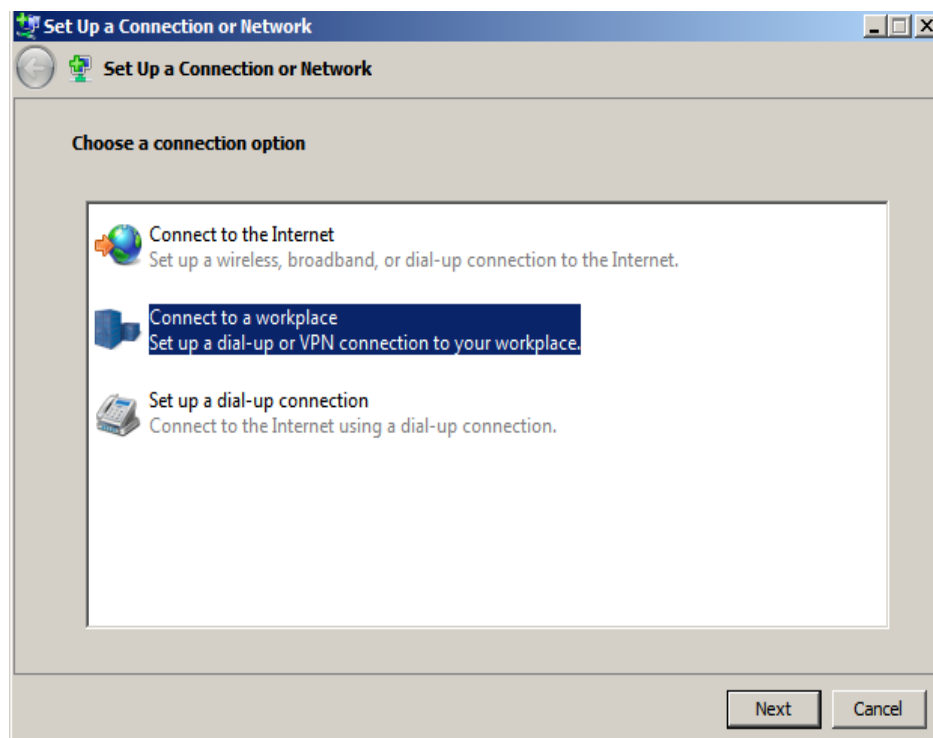 Set Up a Connection or Network
Set Up a Connection or Network
Choose a connection option
Connect to the Internet
Set up a wireless, broadband, or dial-up connection to the Internet.
Connect to a workplace
Set up a dial-up or VPN connection to your workplace.
Set up a dial-up connection
Connect to the Internet using a dial-up connection.
Next Cancel